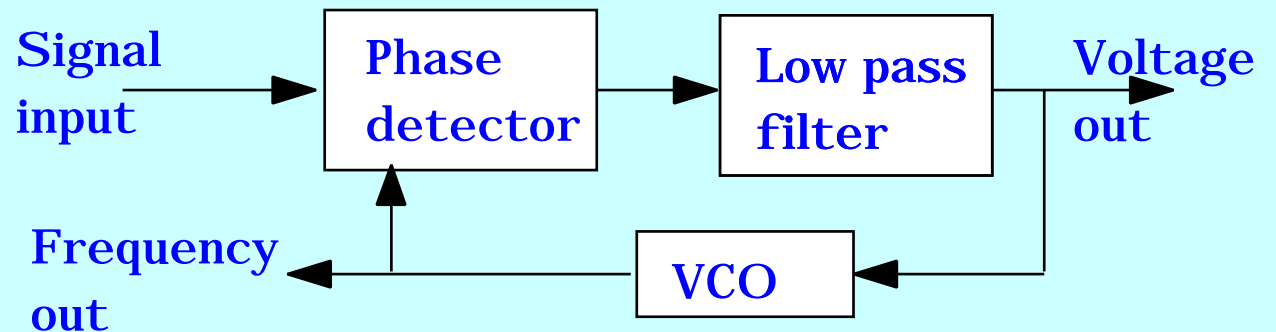 Signal
input
Phase
detector
Low pass
filter
Voltage
out
Frequency
out
VCO